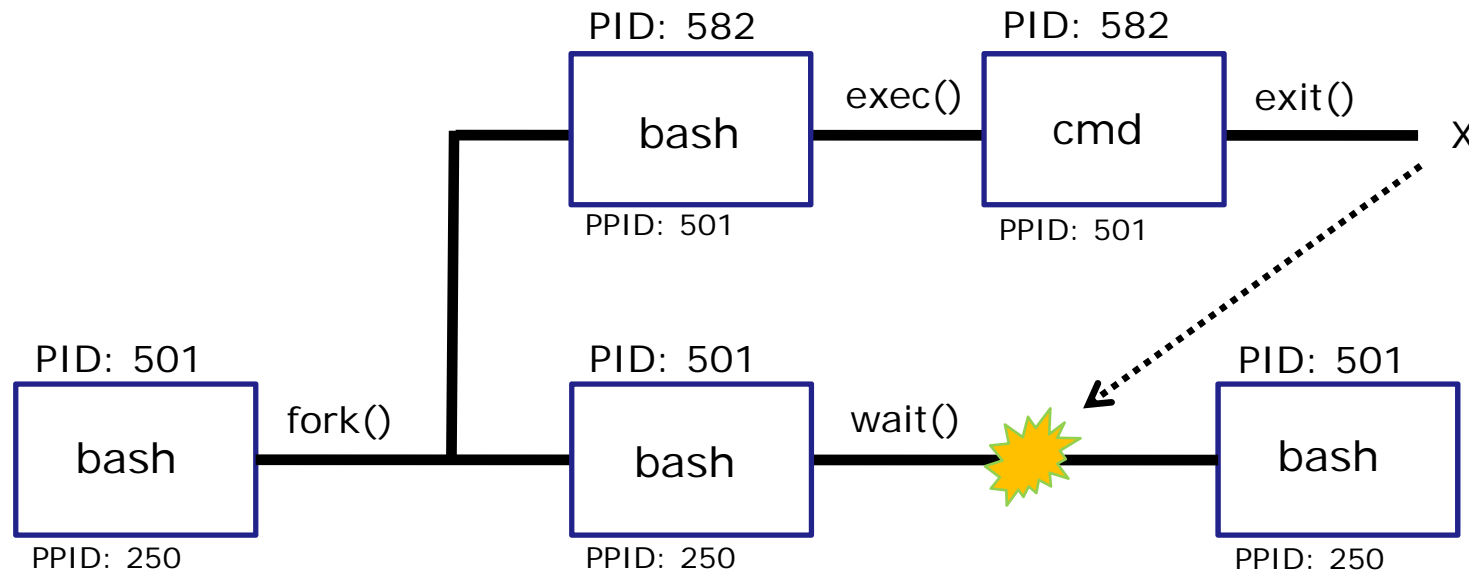 PID: 582
PID: 582
bash
exec()
cmd
exit()
X
PPID: 501
PPID: 501
PID: 501
PID: 501
PID: 501
bash
fork()
bash
wait()
bash
PPID: 250
PPID: 250
PPID: 250